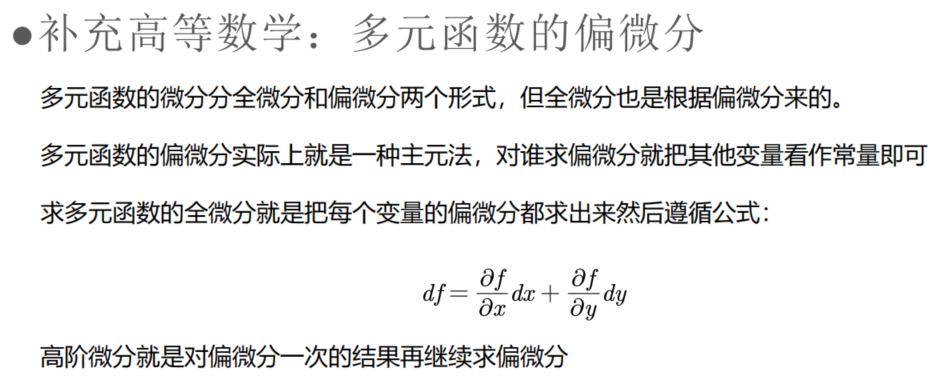 ●补充高等数学：多元函数的偏微分
多元函数的微分分全微分和偏微分两个形式，但全微分也是根据偏微分来的。
多元函数的偏微分实际上就是一种主元法，对谁求偏微分就把其他变量看作常量即可
求多元函数的全微分就是把每个变量的偏微分都求出来然后遵循公式：
df = ∂f/∂x dx + ∂f/∂y dy
高阶微分就是对偏微分一次的结果再继续求偏微分